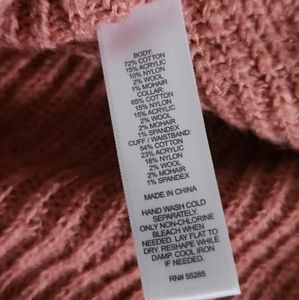 BODY:
72% COTTON
15% ACRYLIC
10% NYLON
2% WOOL
1% MOHAIR
COLLAR:
65% COTTON
15% NYLON
15% ACRYLIC
2% WOOL
2% MOHAIR
1% SPANDEX
CUFF / WAISTBAND:
54% COTTON
23% ACRYLIC
18% NYLON
2% WOOL
2% MOHAIR
1% SPANDEX
MADE IN CHINA
HAND WASH COLD
SEPARATELY.
ONLY NON-CHLORINE
BLEACH WHEN
NEEDED. LAY FLAT TO
DRY. RESHAPE WHILE
DAMP. COOL IRON
IF NEEDED.
RN# 55285